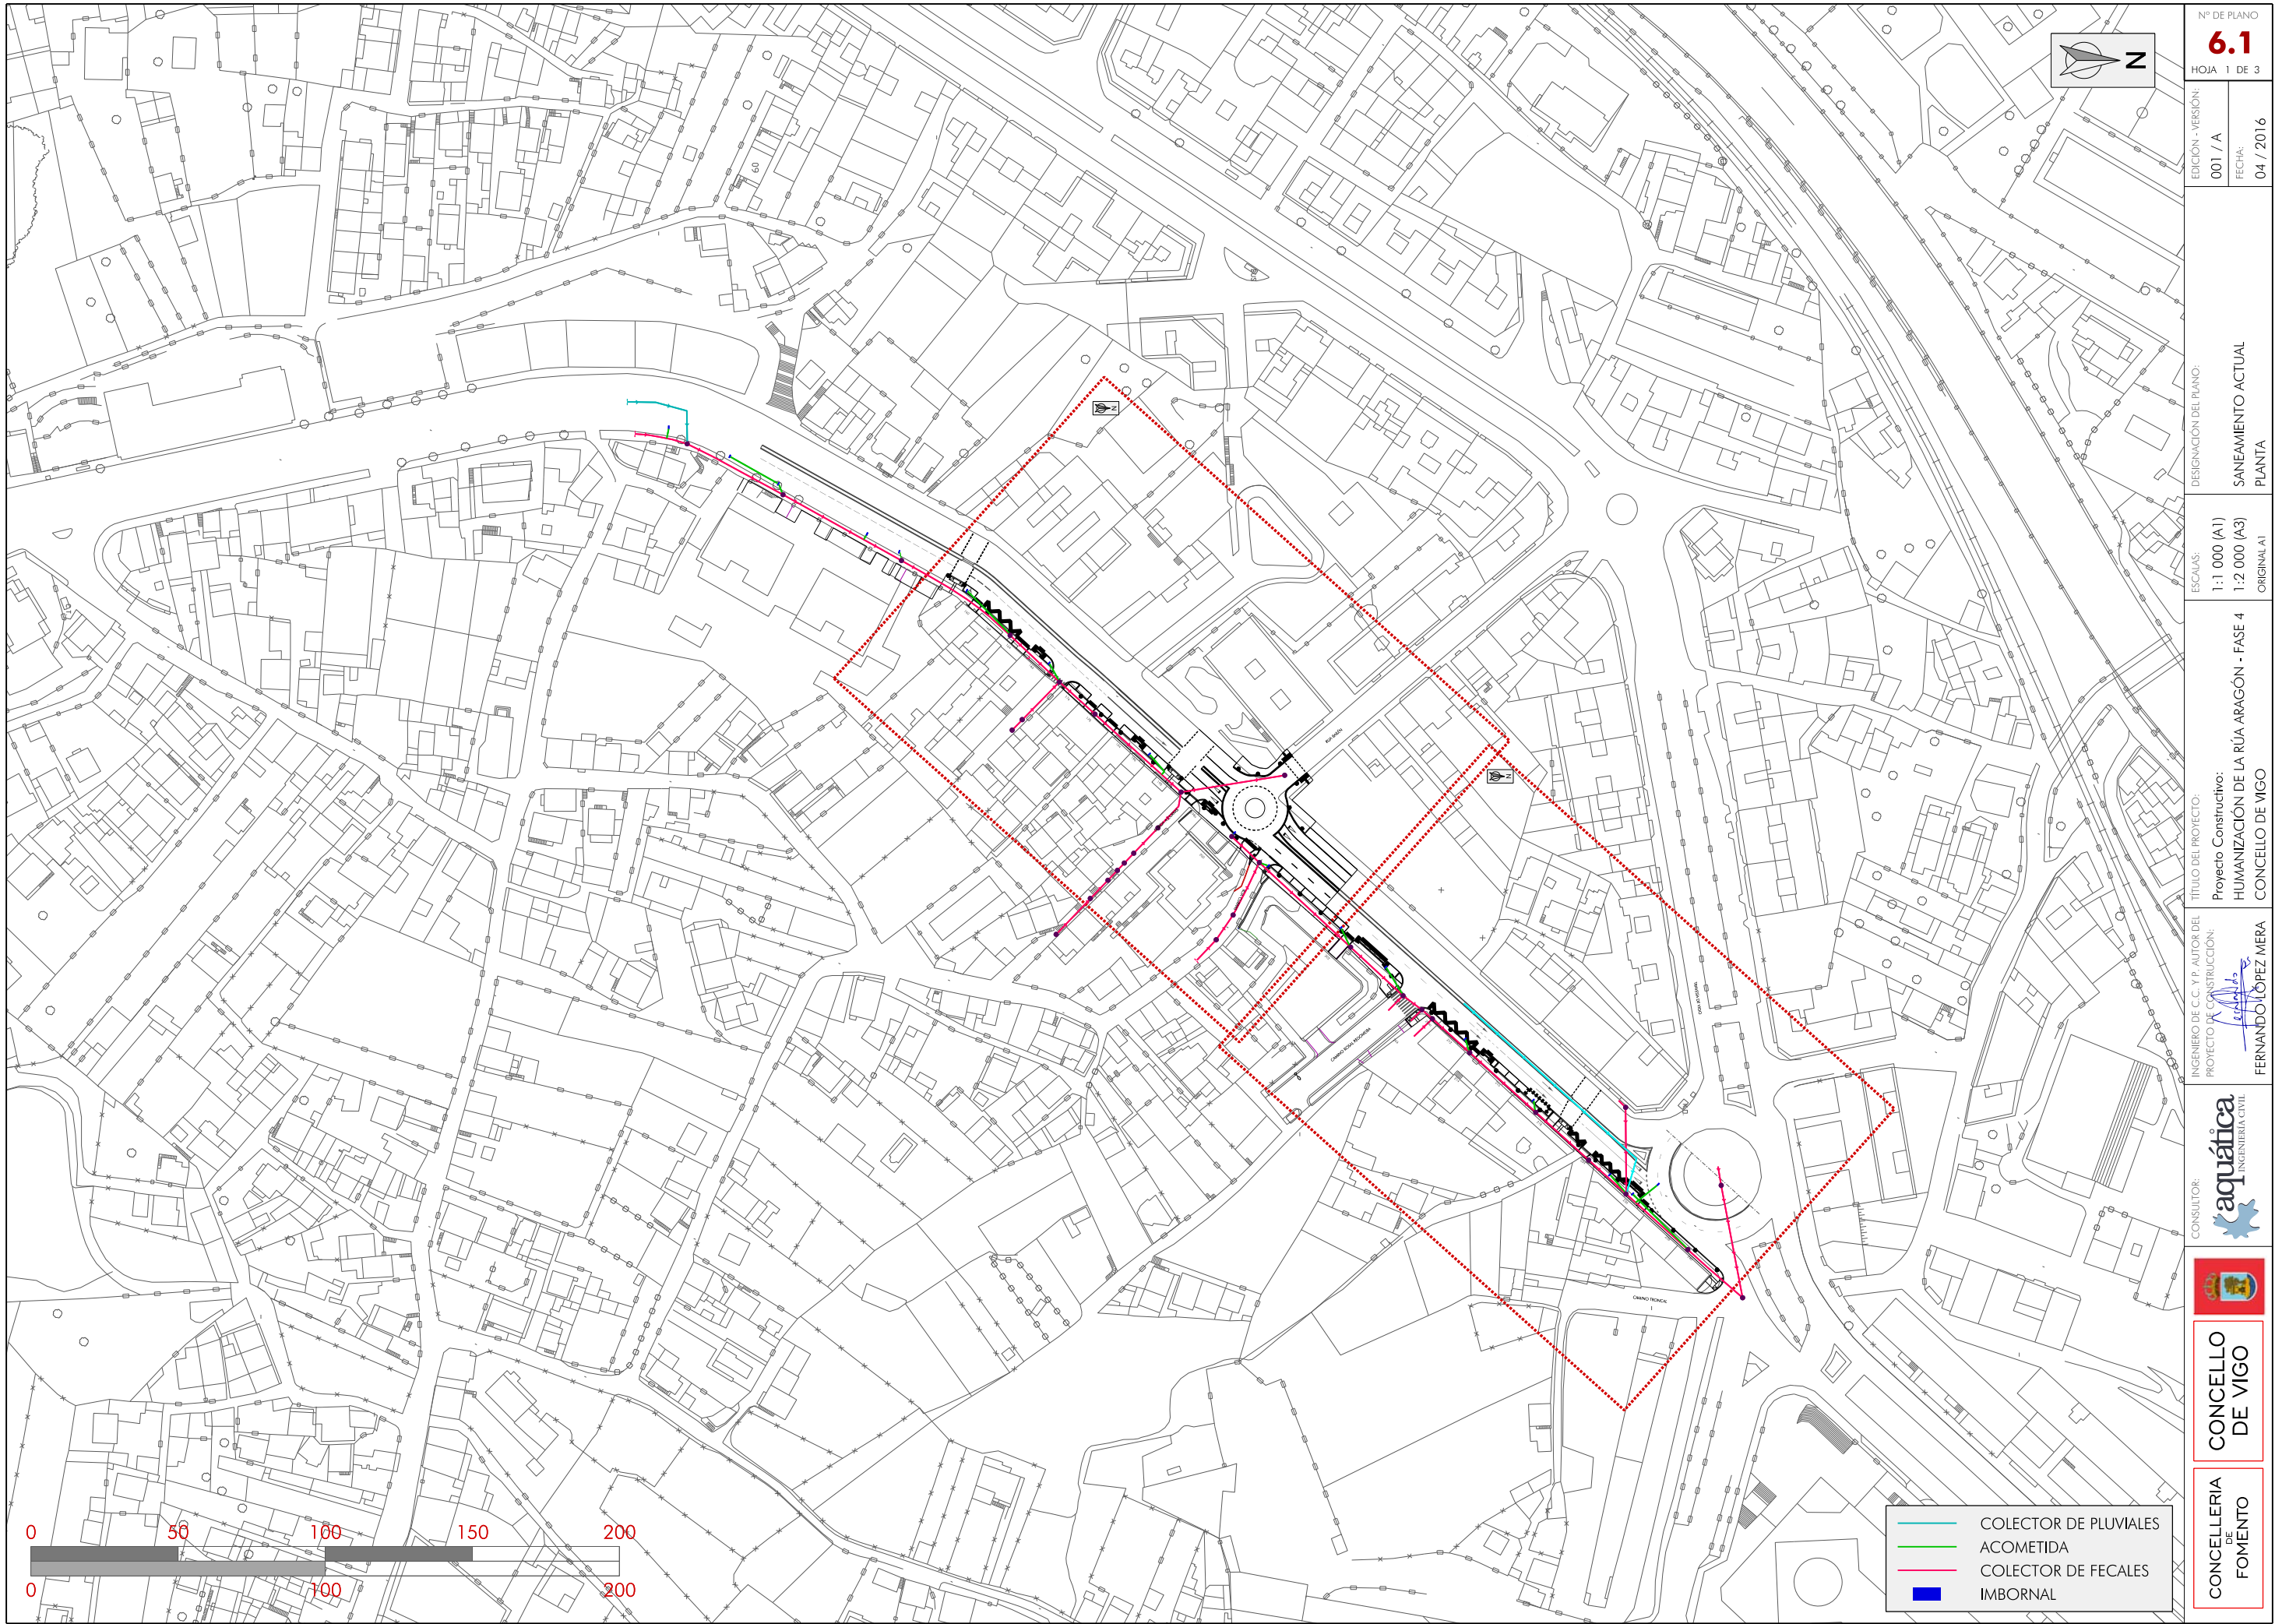 Nº DE PLANO
6.1
HOJA 1 DE 3
EDICIÓN - VERSIÓN:
001 / A
FECHA:
04 / 2016
DESIGNACIÓN DEL PLANO:
SANEAMIENTO ACTUAL
PLANTA
ESCALAS:
1:1 000 (A1)
1:2 000 (A3)
ORIGINAL A1
TÍTULO DEL PROYECTO:
Proyecto Constructivo:
HUMANIZACIÓN DE LA RÚA ARAGÓN - FASE 4
CONCELLO DE VIGO
INGENIERO DE C.C. Y P. AUTOR DEL
PROYECTO DE CONSTRUCCIÓN:
FERNANDO LÓPEZ MERA
CONSULTOR:
aquática
INGENIERÍA CIVIL
CONCELLO
DE VIGO
CONCELLERIA
DE
FOMENTO
N
N
N
RÚA BAILÉN
CAMIÑO TRONCAL
0 50 100 150 200
0 100 200
COLECTOR DE PLUVIALES
ACOMETIDA
COLECTOR DE FECALES
IMBORNAL